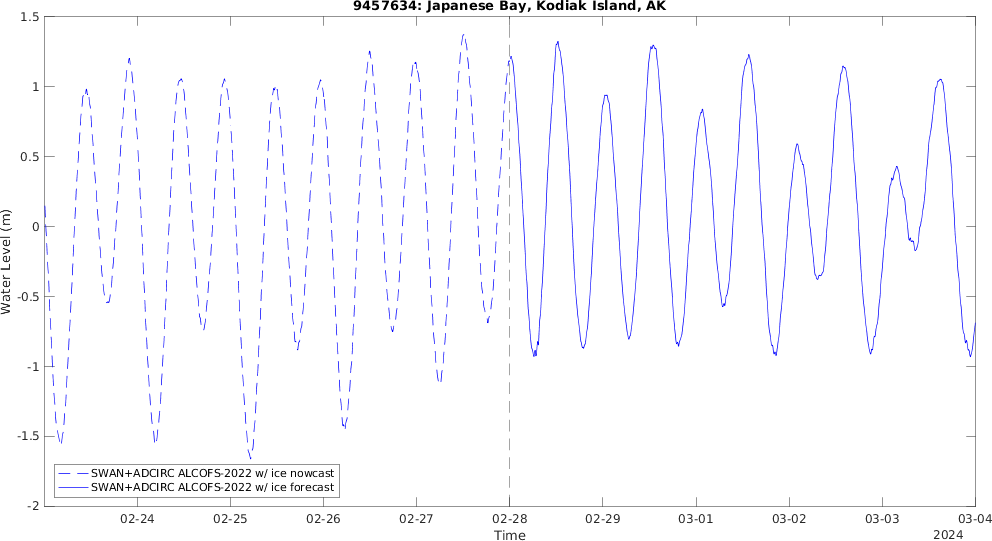 9457634: Japanese Bay, Kodiak Island, AK
Water Level (m)
1.5
1
0.5
0
-0.5
-1
-1.5
-2
SWAN+ADCIRC ALCOFS-2022 w/ ice nowcast
SWAN+ADCIRC ALCOFS-2022 w/ ice forecast
02-24 02-25 02-26 02-27 02-28 02-29 03-01 03-02 03-03 03-04
Time
2024